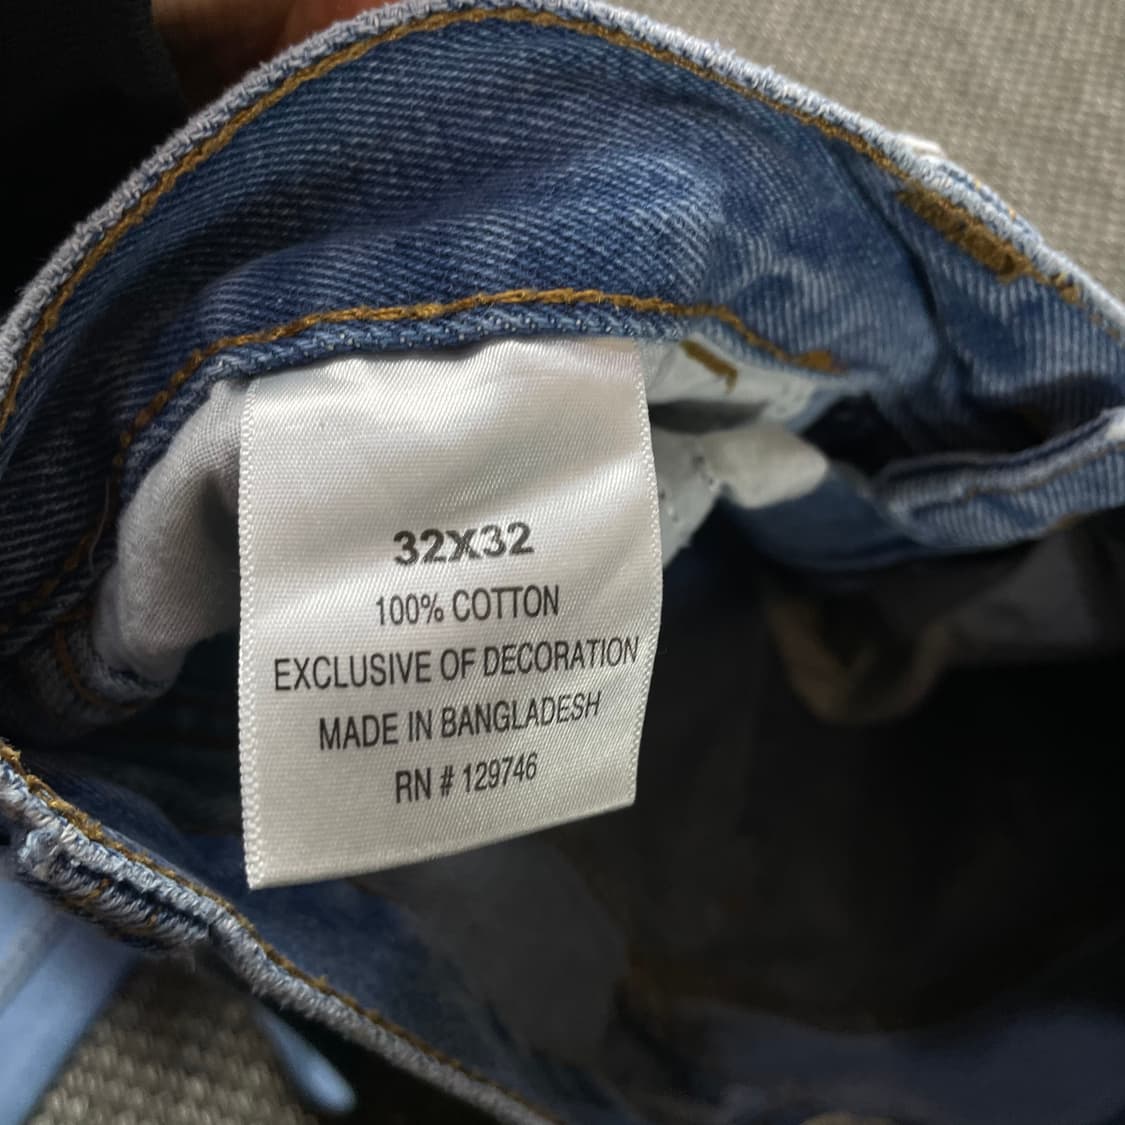 32X32
100% COTTON
EXCLUSIVE OF DECORATION
MADE IN BANGLADESH
RN # 129746